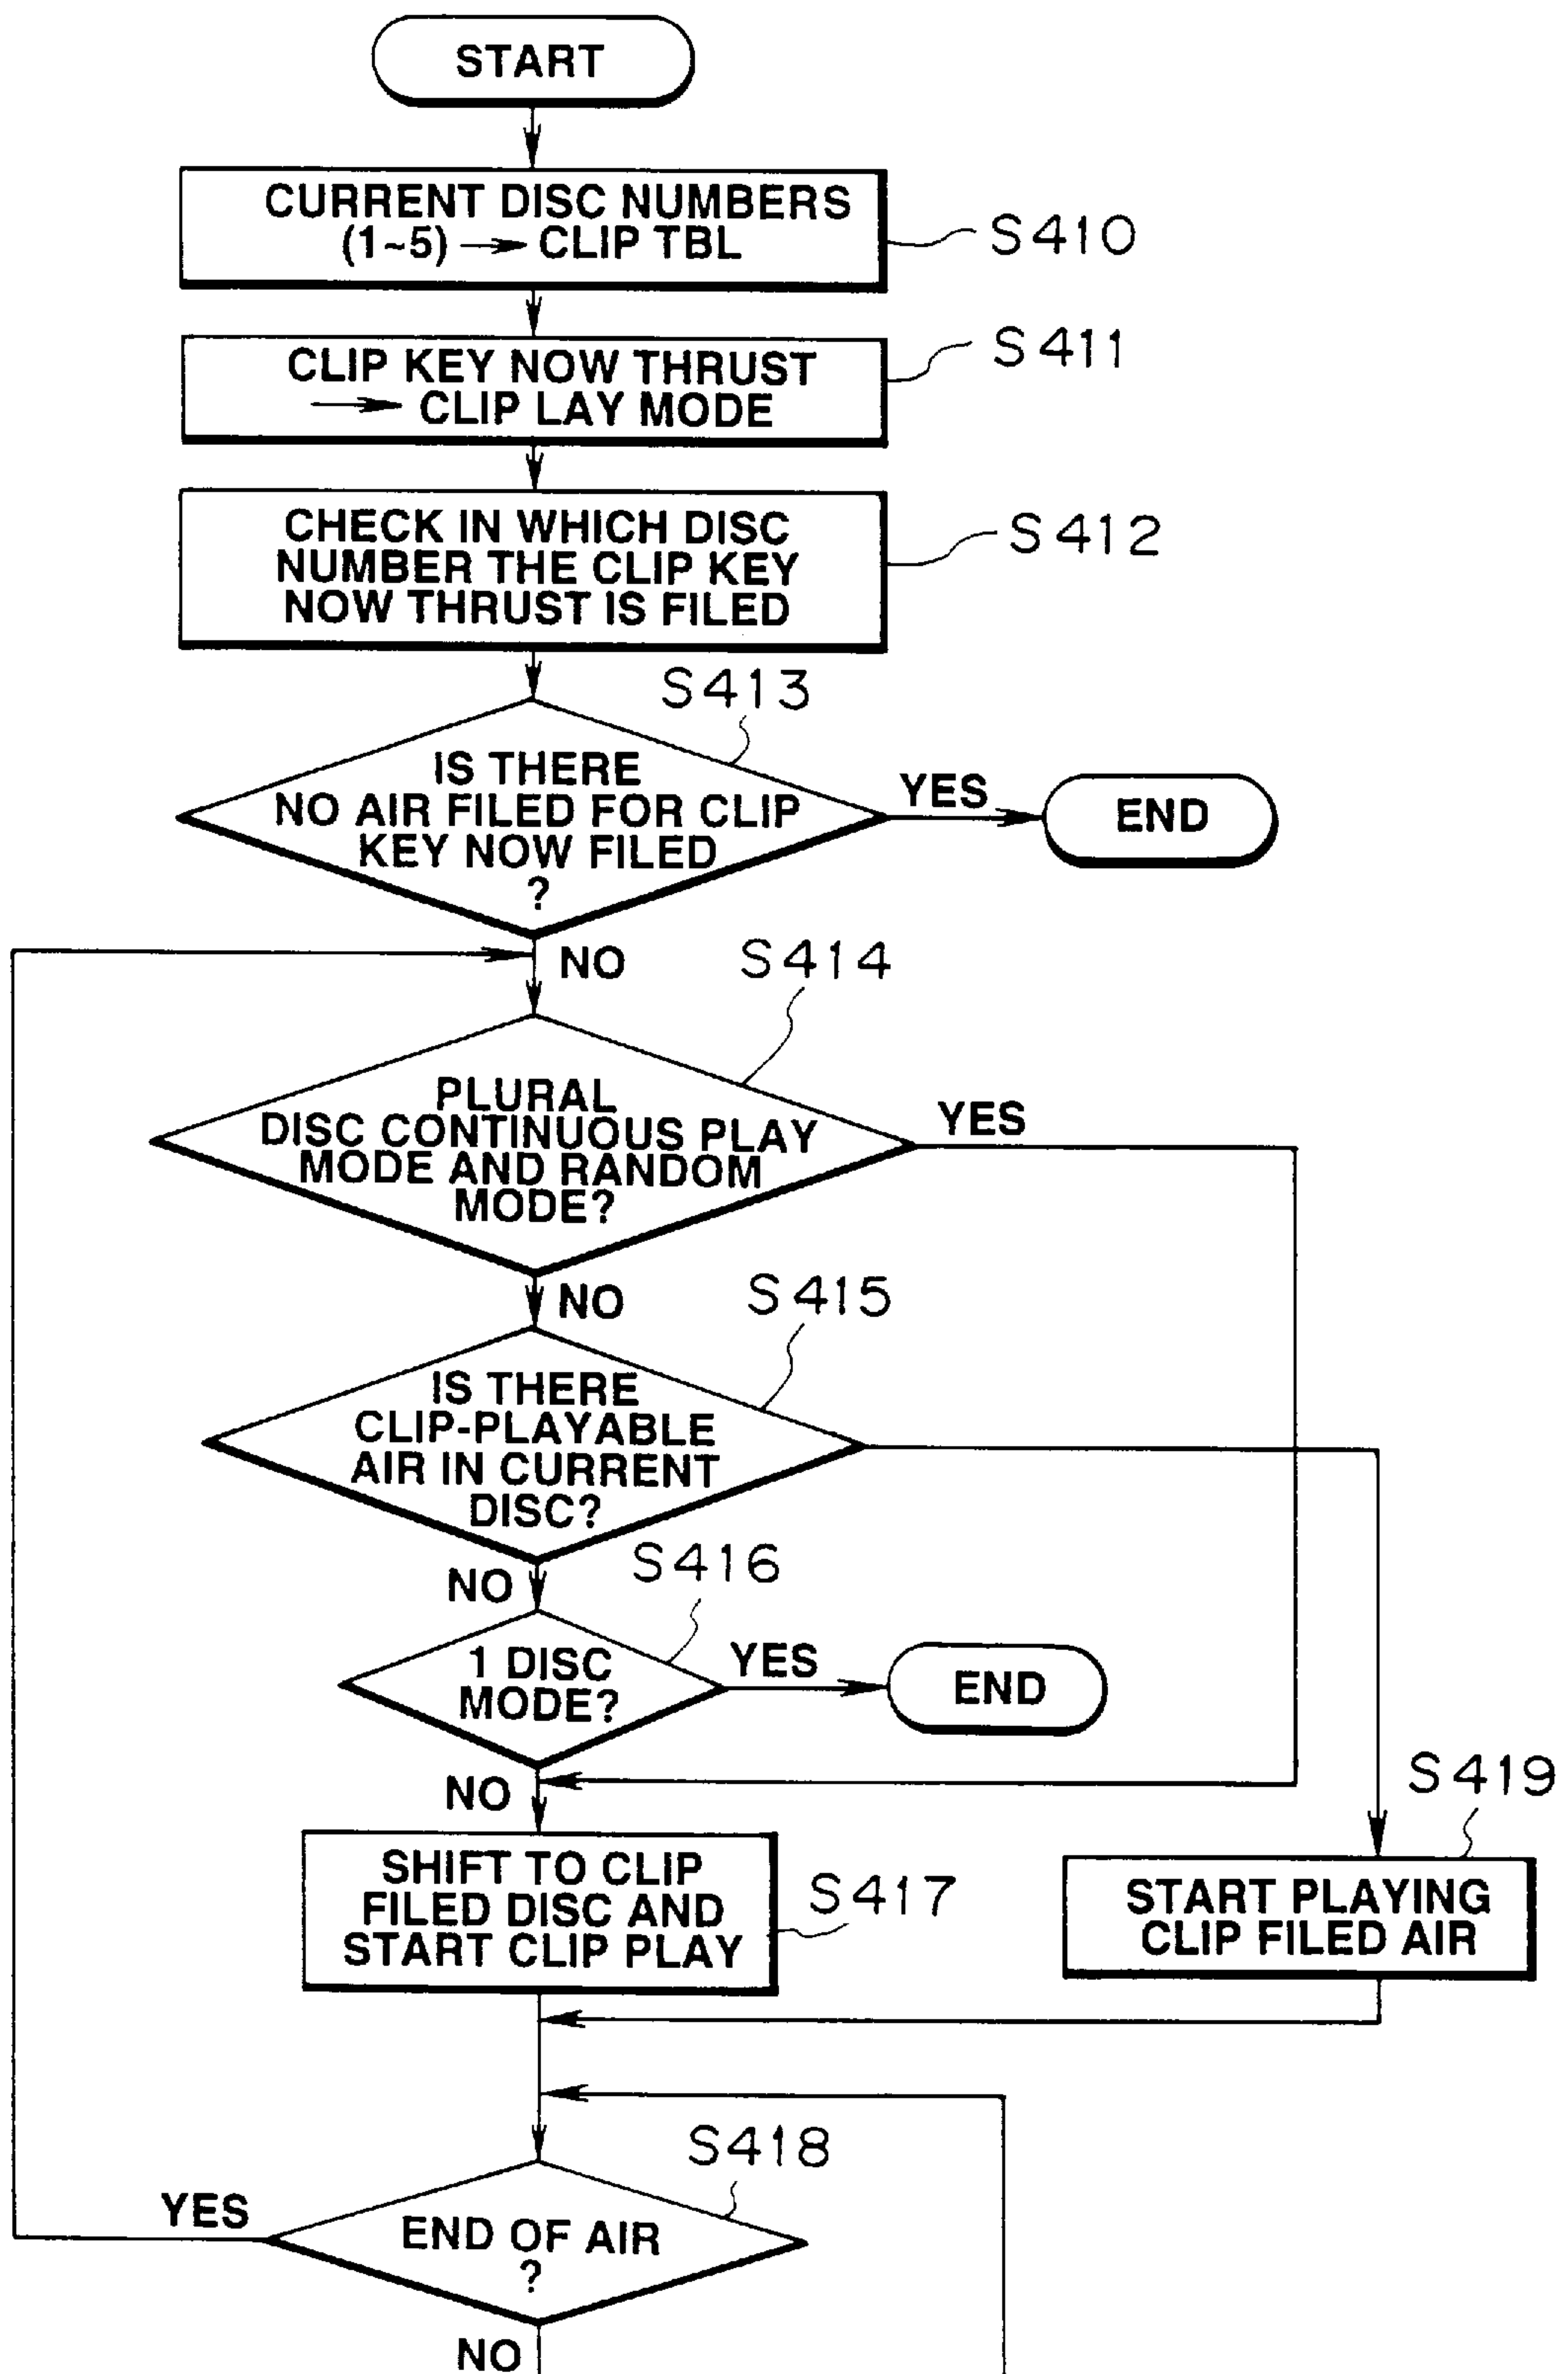 START
CURRENT DISC NUMBERS
(1~5) → CLIP TBL
S410
CLIP KEY NOW THRUST
→ CLIP LAY MODE
S411
CHECK IN WHICH DISC
NUMBER THE CLIP KEY
NOW THRUST IS FILED
S412
S413
IS THERE
NO AIR FILED FOR CLIP
KEY NOW FILED
?
YES
END
NO
S414
PLURAL
DISC CONTINUOUS PLAY
MODE AND RANDOM
MODE?
YES
NO
S415
IS THERE
CLIP-PLAYABLE
AIR IN CURRENT
DISC?
NO
S416
1 DISC
MODE?
YES
END
NO
SHIFT TO CLIP
FILED DISC AND
START CLIP PLAY
S417
S419
START PLAYING
CLIP FILED AIR
S418
YES
END OF AIR
?
NO